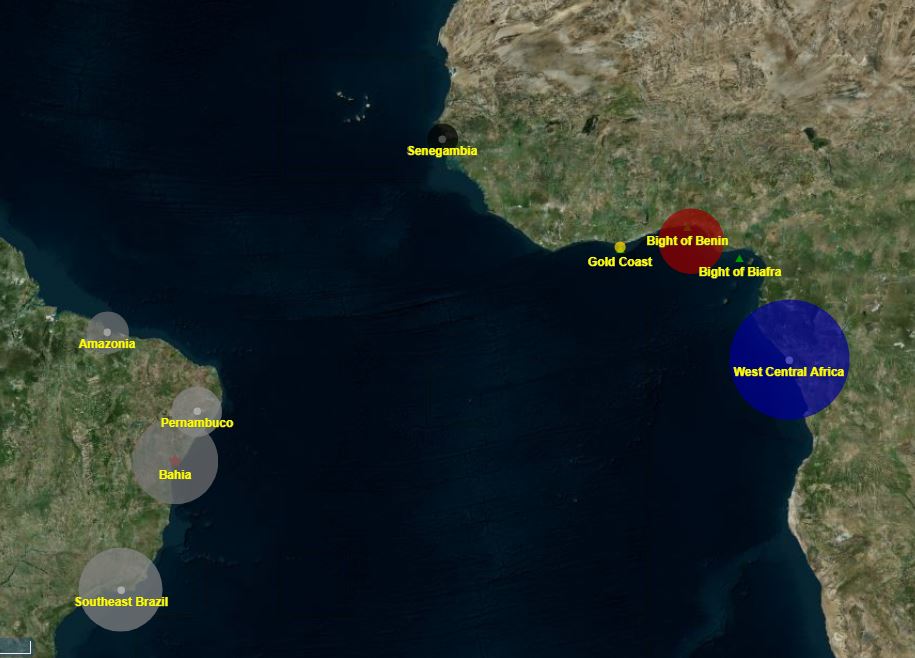 Senegambia
Bight of Benin
Gold Coast
Bight of Biafra
Amazonia
West Central Africa
Pernambuco
Bahia
Southeast Brazil